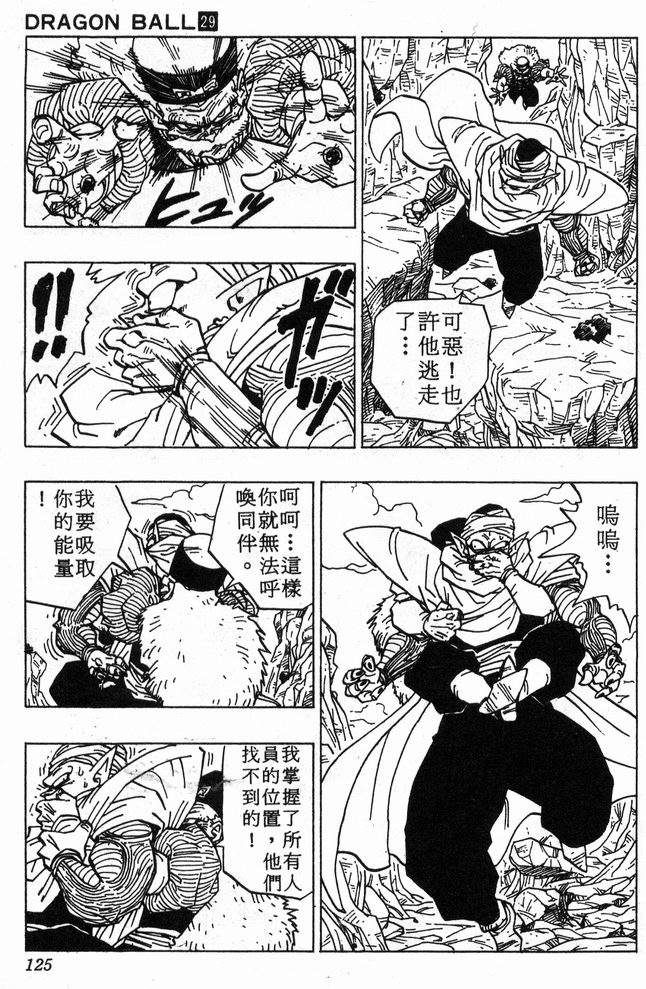 DRAGON BALL 29
可惡！也
許他逃走
了⋯
ヒュッ
ガッ
!!
嗚嗚⋯
呵呵⋯這樣
你就無法呼
喚同伴。
我要吸取
你的能量
！
我掌握了所有人
員的位置，他們
找不到的！
125